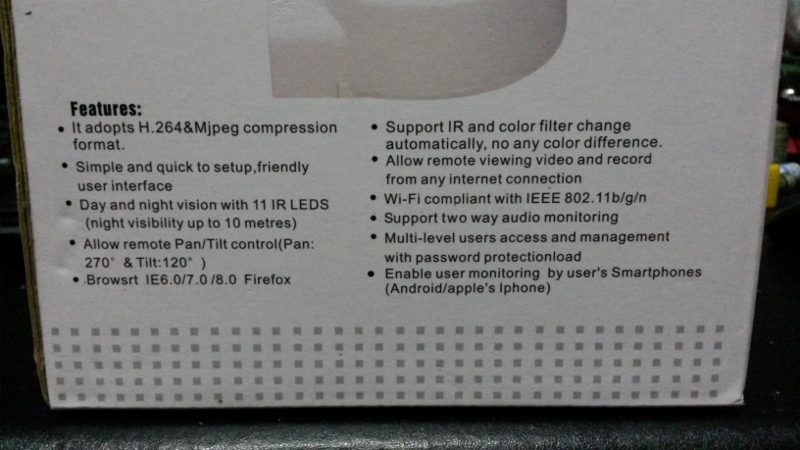 Features:
• It adopts H.264&Mjpeg compression
format.
• Simple and quick to setup,friendly
user interface
• Day and night vision with 11 IR LEDS
(night visibility up to 10 metres)
• Allow remote Pan/Tilt control(Pan:
270° & Tilt:120° )
• Browsrt IE6.0/7.0/8.0 Firefox
• Support IR and color filter change
automatically, no any color difference.
• Allow remote viewing video and record
from any internet connection
• Wi-Fi compliant with IEEE 802.11b/g/n
• Support two way audio monitoring
• Multi-level users access and management
with password protectionload
• Enable user monitoring by user's Smartphones
(Android/apple's Iphone)